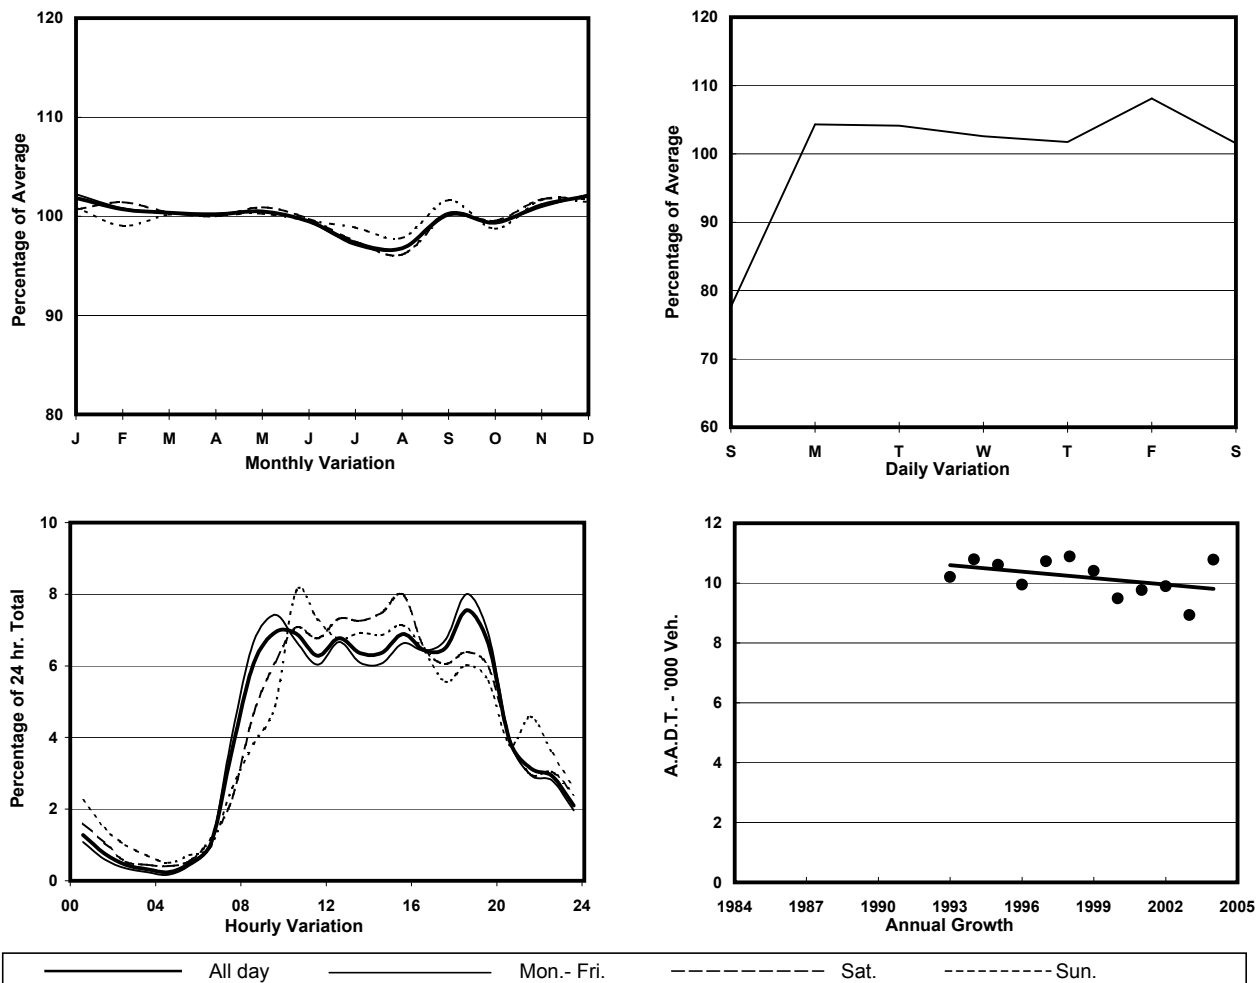 120
110
100
90
80
Percentage of Average
J F M A M J J A S O N D
Monthly Variation
120
110
100
90
80
70
60
Percentage of Average
S M T W T F S
Daily Variation
10
8
6
4
2
0
Percentage of 24 hr. Total
00 04 08 12 16 20 24
Hourly Variation
12
10
8
6
4
2
0
A.A.D.T. - '000 Veh.
1984 1987 1990 1993 1996 1999 2002 2005
Annual Growth
All day Mon.- Fri. Sat. Sun.